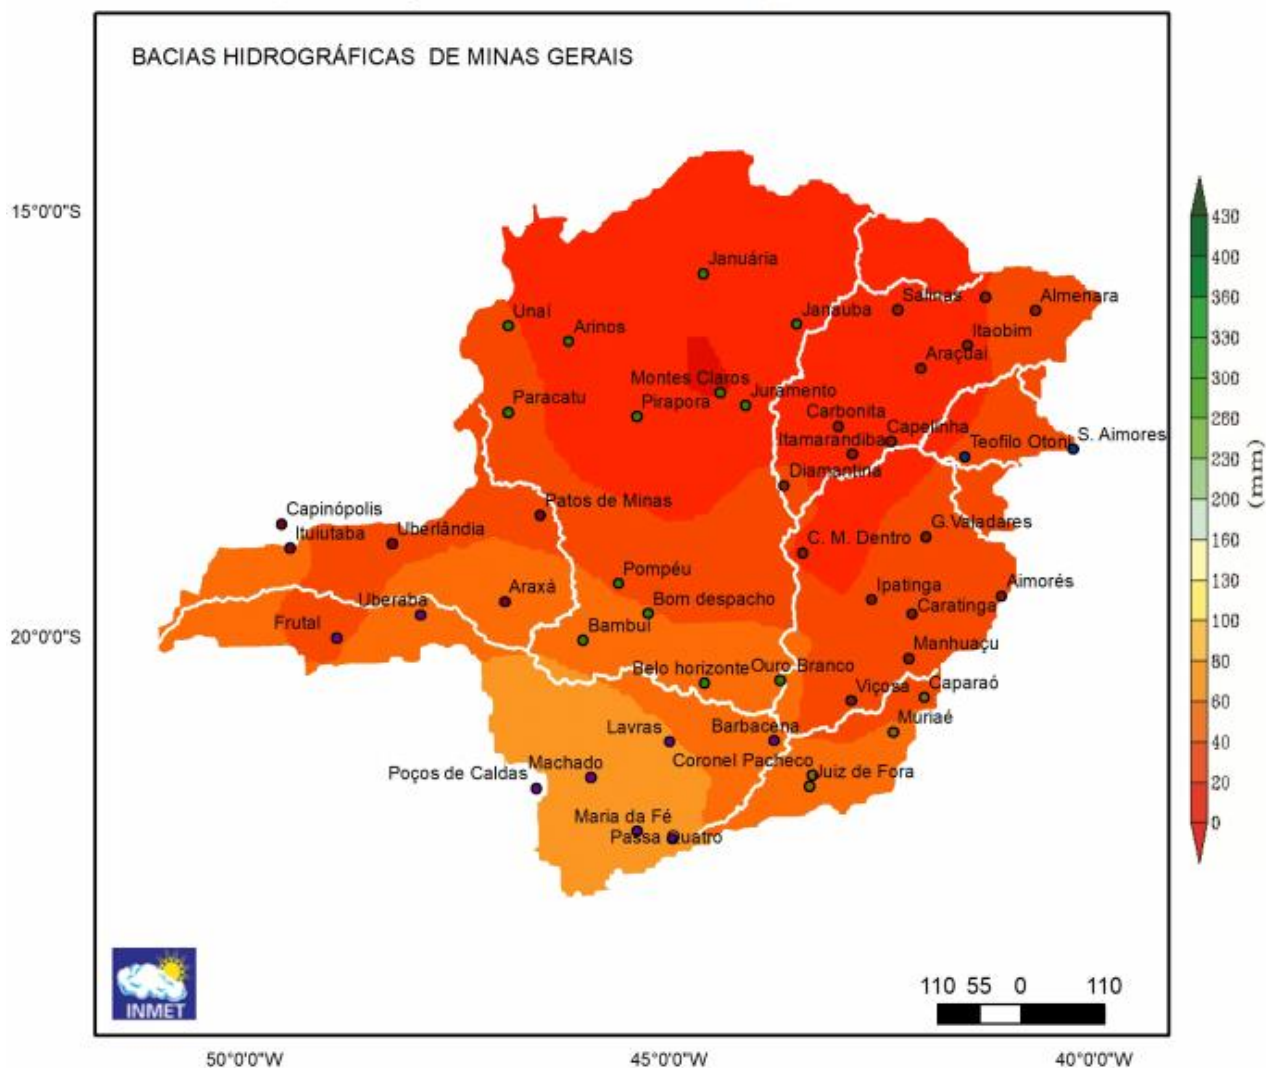 BACIAS HIDROGRÁFICAS DE MINAS GERAIS
15°0'0"S
430
400
360
330
300
260
230
200
160
130
100
80
60
40
20
0
(mm)
Januária
Unaí
Arinos
Janauba
Salinas
Almenara
Itaobim
Araçuai
Montes Claros
Juramento
Paracatu
Pirapora
Carbonita
Capelinha
Itamarandiba
Teofilo Otoni
S. Aimores
Diamantina
Patos de Minas
Capinópolis
Ituiutaba
Uberlândia
G.Valadares
C. M. Dentro
Pompéu
Ipatinga
Aimorés
Araxá
Bom despacho
Caratinga
Uberaba
Frutal
Bambuí
20°0'0"S
Manhuaçu
Belo horizonte
Ouro Branco
Viçosa
Caparaó
Muriaé
Lavras
Barbacena
Machado
Coronel Pacheco
Poços de Caldas
Juiz de Fora
Maria da Fé
Passa Quatro
INMET
110 55 0 110
50°0'0"W
45°0'0"W
40°0'0"W